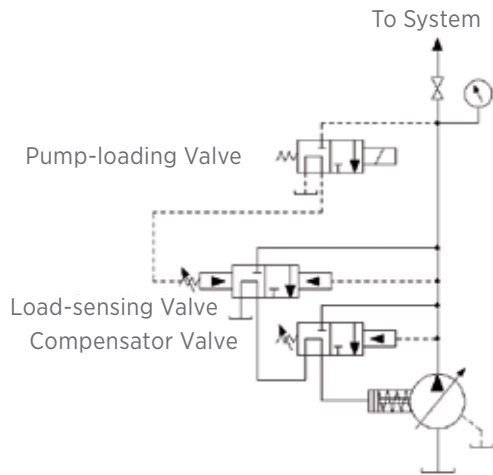 To System
Pump-loading Valve
Load-sensing Valve
Compensator Valve